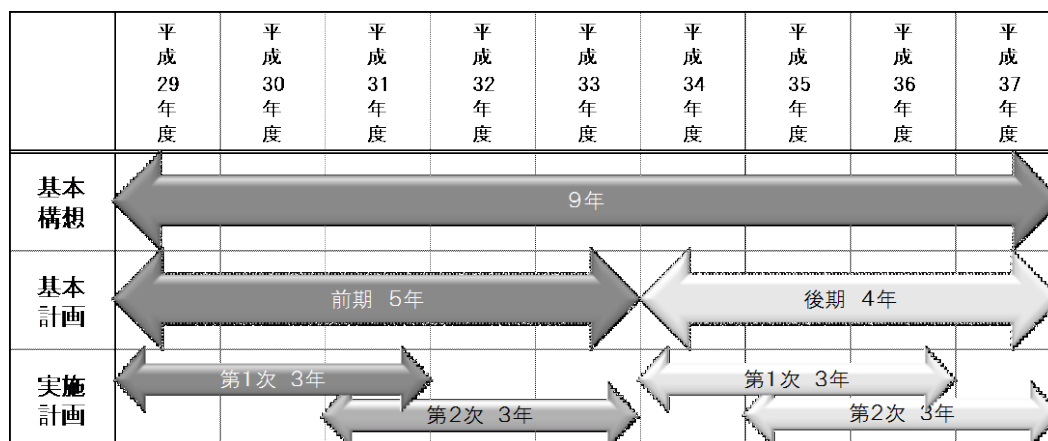 平成29年度
平成30年度
平成31年度
平成32年度
平成33年度
平成34年度
平成35年度
平成36年度
平成37年度
基本
構想
9年
基本
計画
前期 5年
後期 4年
実施
計画
第1次 3年
第2次 3年
第1次 3年
第2次 3年